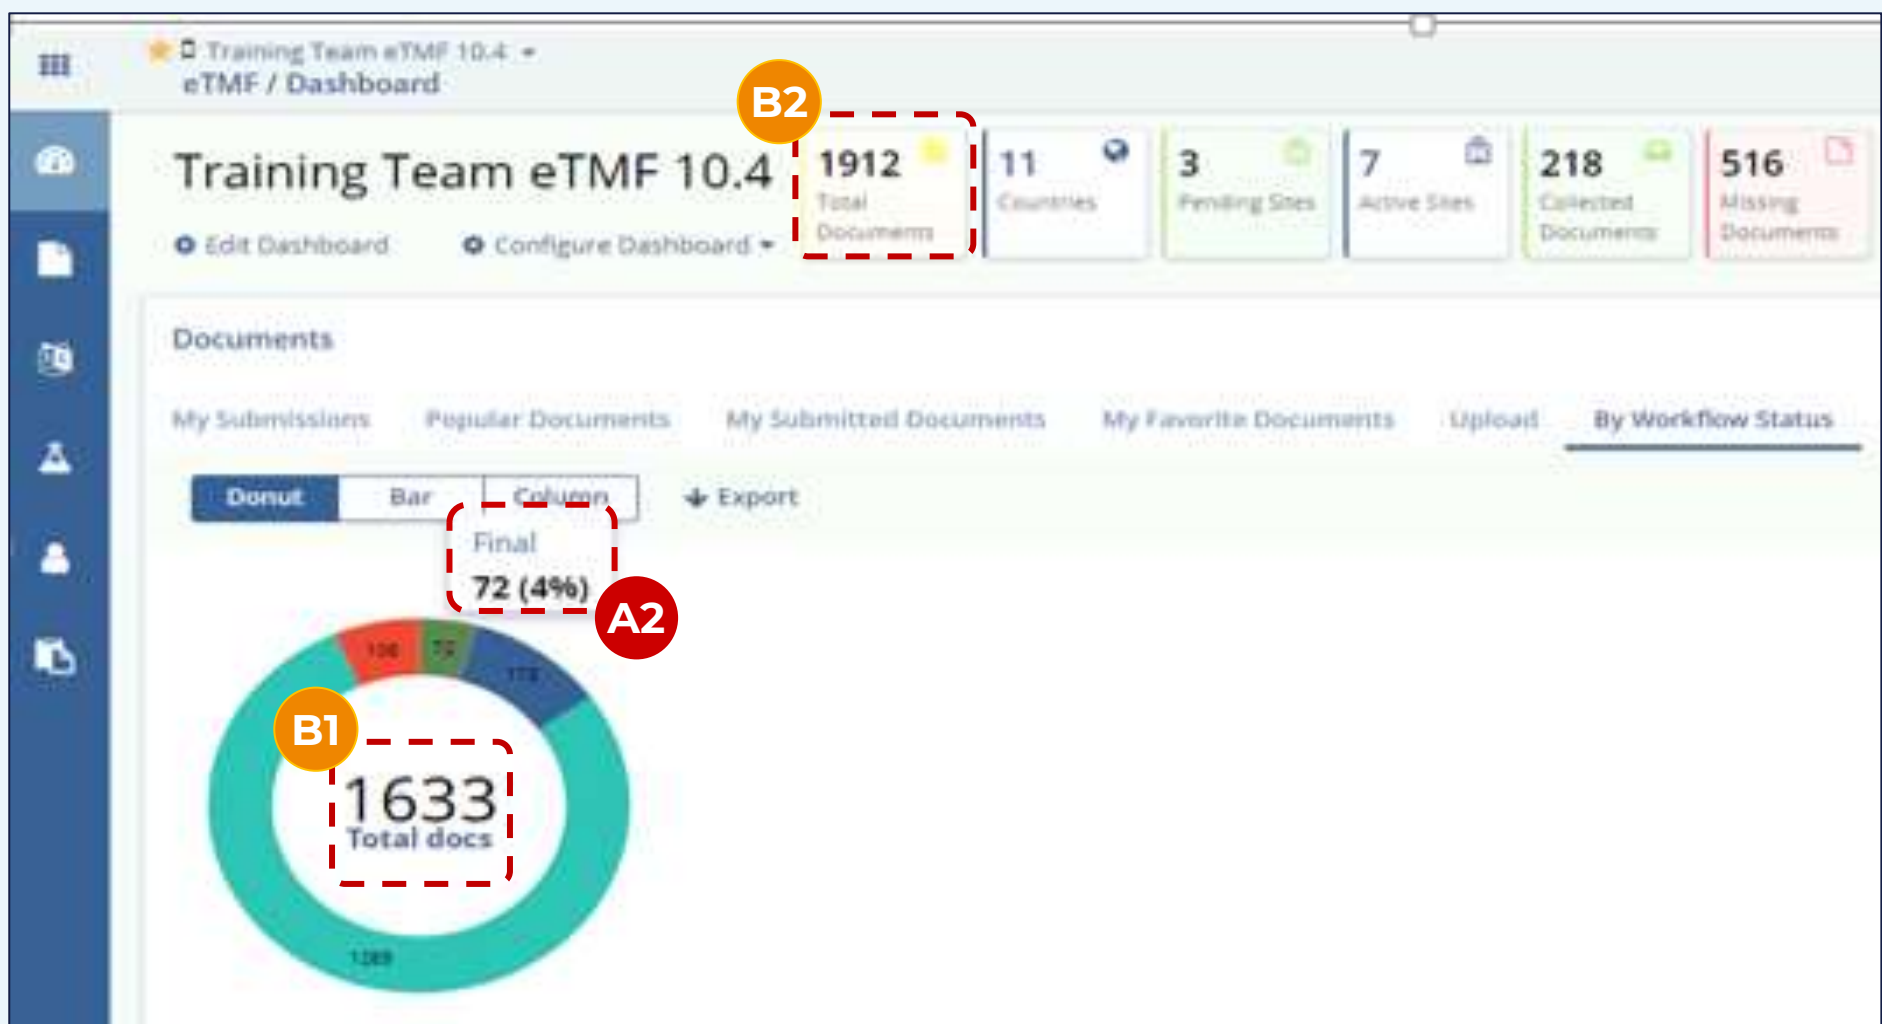 Training Team eTMF 10.4
eTMF / Dashboard
B2
Training Team eTMF 10.4
Edit Dashboard
Configure Dashboard
1912
Total
Documents
11
Countries
3
Pending Sites
7
Active Sites
218
Collected
Documents
516
Missing
Documents
Documents
My Submissions
Popular Documents
My Submitted Documents
My Favorite Documents
Upload
By Workflow Status
Donut
Bar
Column
Export
Final
72 (4%)
A2
72
B1
1633
Total docs
1289